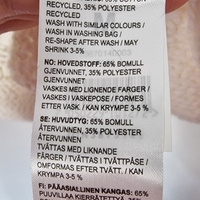 RECYCLED, 35% POLYESTER
RECYCLED
WASH WITH SIMILAR COLOURS /
WASH IN WASHING BAG /
RE-SHAPE AFTER WASH / MAY
SHRINK 3-5 %
NO: HOVEDSTOFF: 65% BOMULL
GJENVUNNET, 35% POLYESTER
GJENVUNNET
VASKES MED LIGNENDE FARGER /
VASKES I VASKEPOSE / FORMES
ETTER VASK / KAN KRYMPE 3-5 %
SE: HUVUDTYG: 65% BOMULL
ÅTERVUNNEN, 35% POLYESTER
ÅTERVUNNEN
TVÄTTAS MED LIKNANDE
FÄRGER / TVÄTTAS I TVÄTTPÅSE /
OMFORMAS EFTER TVÄTT. / KAN
KRYMPA 3-5 %
FI: PÄÄASIALLINEN KANGAS: 65%
PUUVILLAA KIERRÄTETTYÄ, 35%